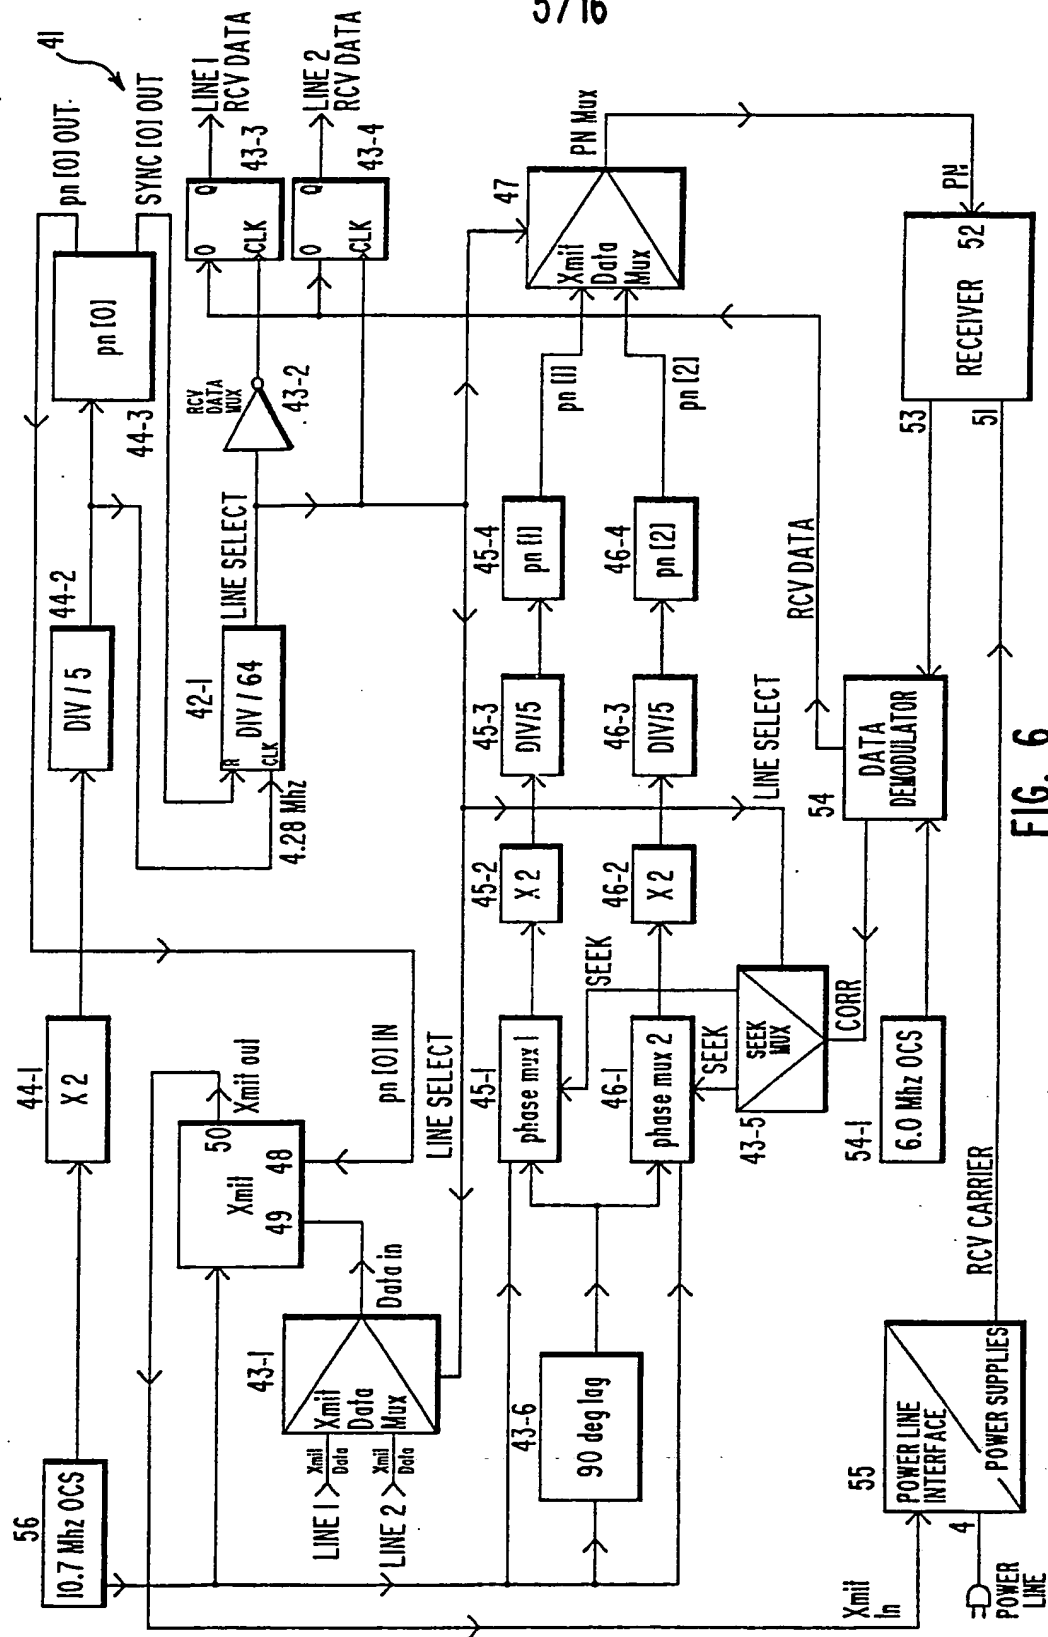 5/16
41
56
10.7 Mhz OCS
44-1
X 2
44-2
DIV / 5
44-3
pn [0]
pn [0] OUT
SYNC [0] OUT
42-1
DIV / 64
R
CLK
4.28 Mhz
LINE SELECT
RCV
DATA
MUX
43-2
O
Q
CLK
43-3
LINE 1
RCV DATA
O
Q
CLK
43-4
LINE 2
RCV DATA
Xmit
50
49
48
Xmit out
pn [0] IN
43-1
Xmit
Data
Mux
Data in
LINE 1
Xmit
Data
LINE 2
Xmit
Data
LINE SELECT
43-6
90 deg lag
45-1
phase mux 1
45-2
X 2
45-3
DIV/5
45-4
pn [1]
pn [1]
46-1
phase mux 2
46-2
X 2
46-3
DIV/5
46-4
pn [2]
pn [2]
SEEK
SEEK
47
Xmit
Data
Mux
PN Mux
LINE SELECT
43-5
SEEK
MUX
CORR
RCV DATA
54-1
6.0 Mhz OCS
54
DATA
DEMODULATOR
PN
RECEIVER
52
53
51
RCV CARRIER
55
POWER LINE
INTERFACE
POWER SUPPLIES
4
Xmit
In
POWER
LINE
FIG. 6